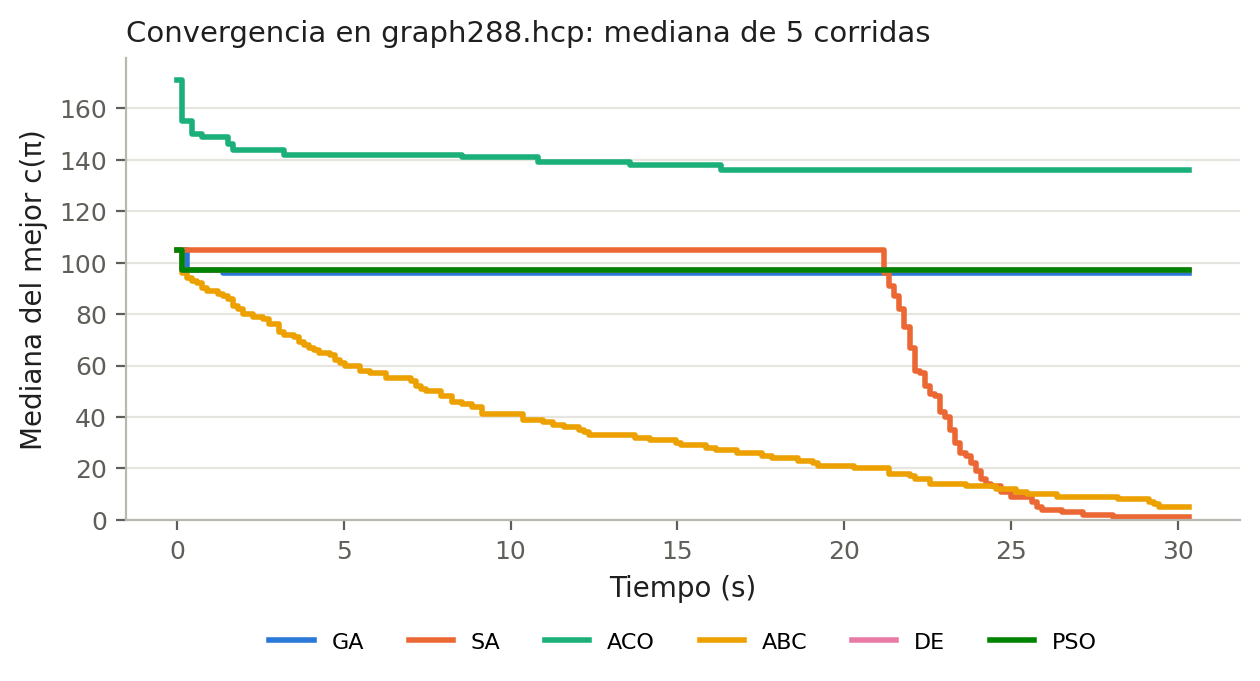 Convergencia en graph288.hcp: mediana de 5 corridas
Mediana del mejor c(π)
160
140
120
100
80
60
40
20
0
0 5 10 15 20 25 30
Tiempo (s)
GA SA ACO ABC DE PSO